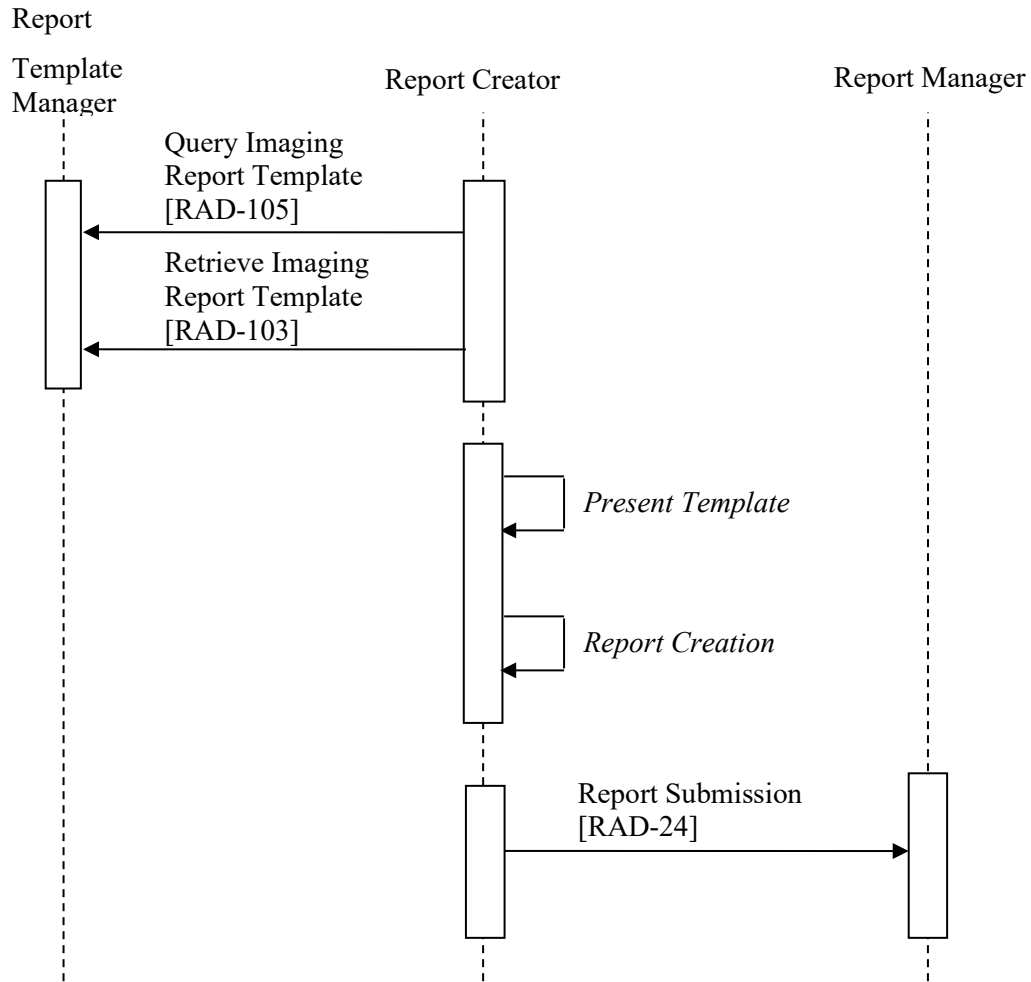 Report
Template
Manager
Report Creator
Report Manager
Query Imaging
Report Template
[RAD-105]
Retrieve Imaging
Report Template
[RAD-103]
Present Template
Report Creation
Report Submission
[RAD-24]